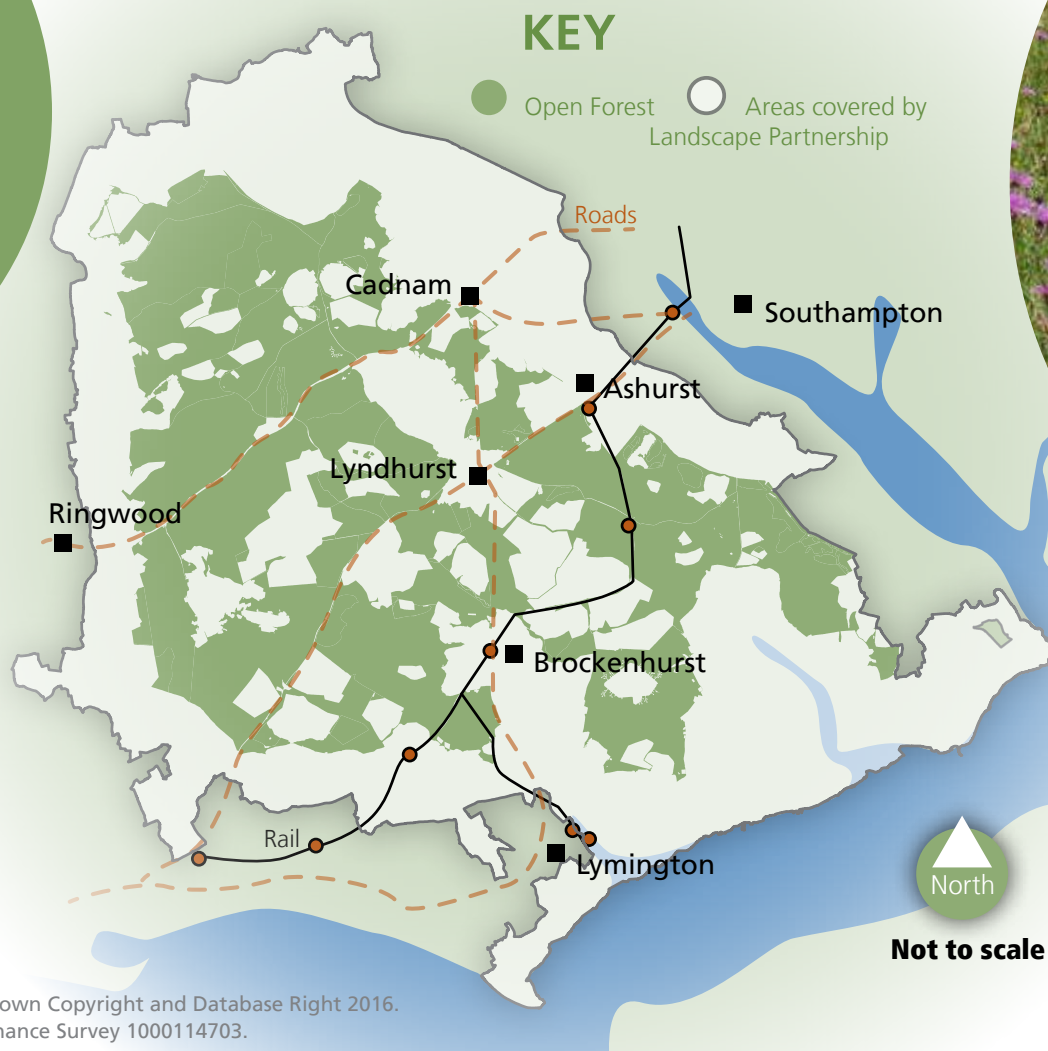 KEY
Open Forest
Areas covered by
Landscape Partnership
Roads
Cadnam
Southampton
Ashurst
Lyndhurst
Ringwood
Brockenhurst
Rail
Lymington
North
Not to scale
own Copyright and Database Right 2016.
nance Survey 1000114703.